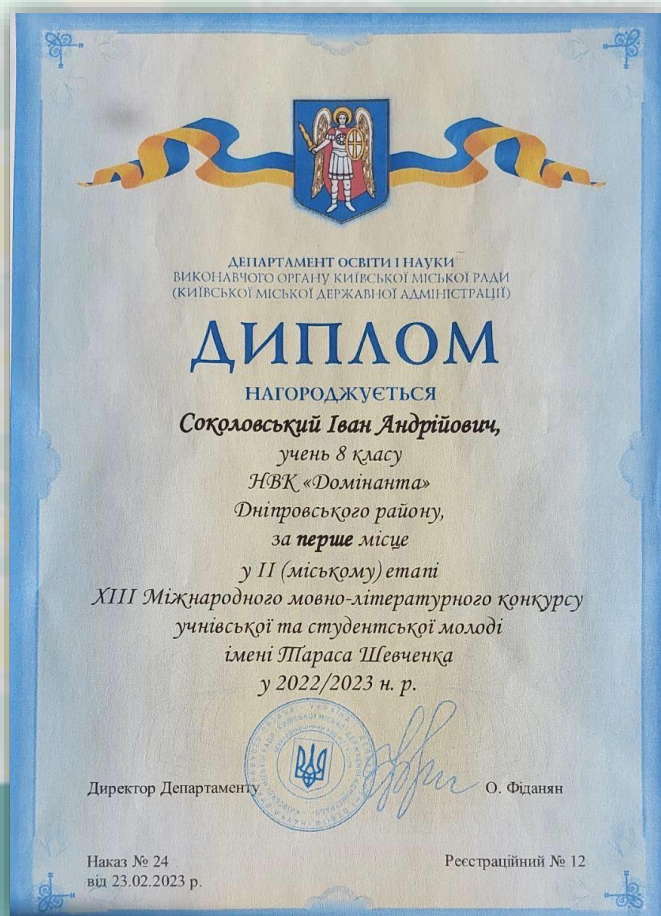 ДЕПАРТАМЕНТ ОСВІТИ І НАУКИ
ВИКОНАВЧОГО ОРГАНУ КИЇВСЬКОЇ МІСЬКОЇ РАДИ
(КИЇВСЬКОЇ МІСЬКОЇ ДЕРЖАВНОЇ АДМІНІСТРАЦІЇ)
ДИПЛОМ
НАГОРОДЖУЄТЬСЯ
Соколовський Іван Андрійович,
учень 8 класу
НВК «Домінанта»
Дніпровського району,
за перше місце
у ІІ (міському) етапі
ХІІІ Міжнародного мовно-літературного конкурсу
учнівської та студентської молоді
імені Тараса Шевченка
у 2022/2023 н. р.
Директор Департаменту О. Фіданян
Наказ № 24 Реєстраційний № 12
від 23.02.2023 р.